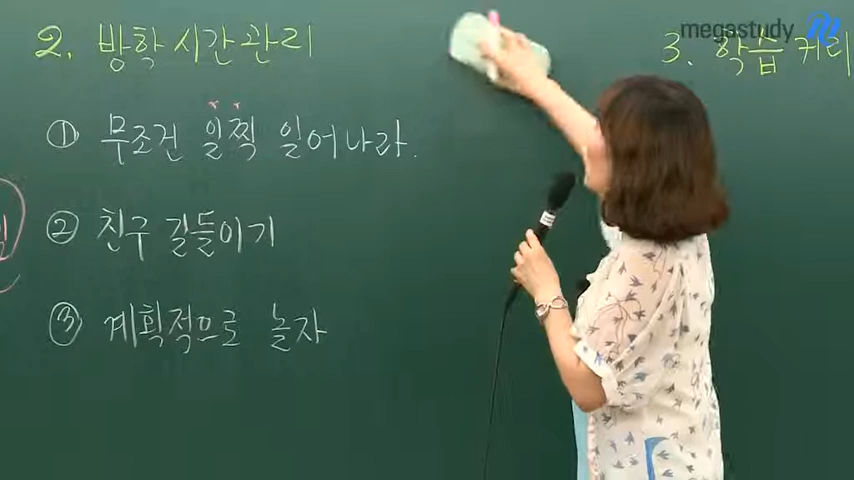 megastudy
2. 방학시간관리
① 무조건 일찍 일어나라.
② 친구 길들이기
③ 계획적으로 놀자
3. 학습커리